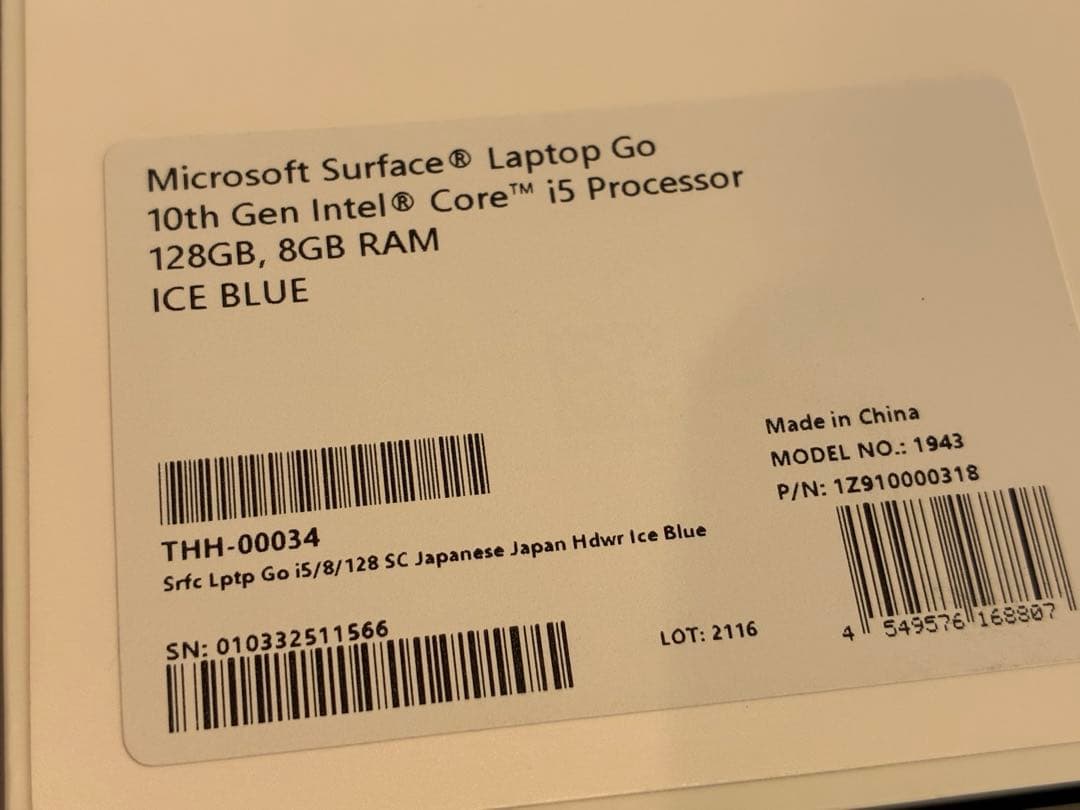 Microsoft Surface® Laptop Go
10th Gen Intel® Core™ i5 Processor
128GB, 8GB RAM
ICE BLUE
Made in China
MODEL NO.: 1943
P/N: 1Z910000318
THH-00034
Srfc Lptp Go i5/8/128 SC Japanese Japan Hdwr Ice Blue
SN: 010332511566
LOT: 2116
4 549576 168807